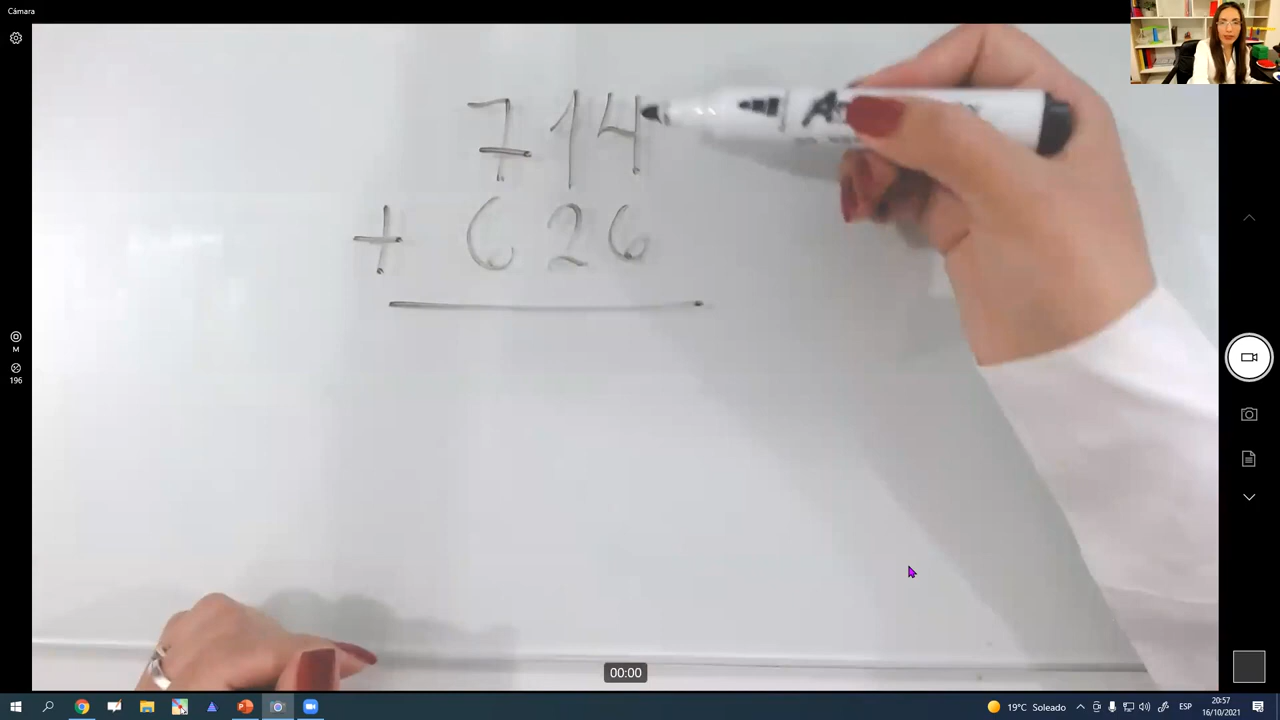 Cámara
714
+ 626
M
196
00:00
19°C Soleado
ESP
20:57
16/10/2021